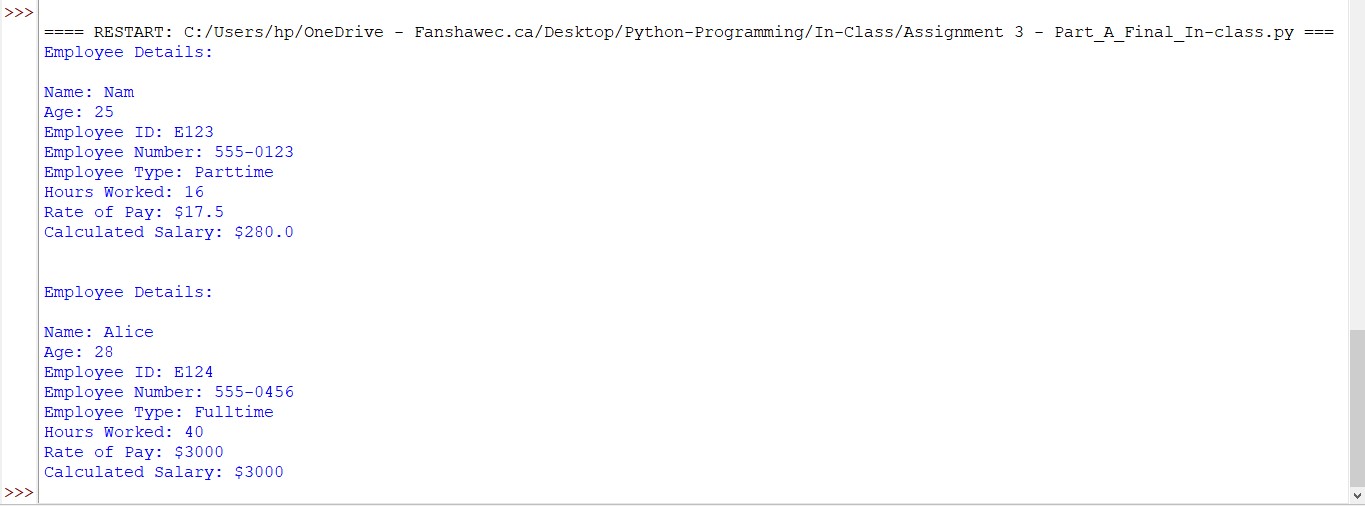 >>>
==== RESTART: C:/Users/hp/OneDrive - Fanshawec.ca/Desktop/Python-Programming/In-Class/Assignment 3 - Part_A_Final_In-class.py ===
Employee Details:
Name: Nam
Age: 25
Employee ID: E123
Employee Number: 555-0123
Employee Type: Parttime
Hours Worked: 16
Rate of Pay: $17.5
Calculated Salary: $280.0
Employee Details:
Name: Alice
Age: 28
Employee ID: E124
Employee Number: 555-0456
Employee Type: Fulltime
Hours Worked: 40
Rate of Pay: $3000
Calculated Salary: $3000
>>>